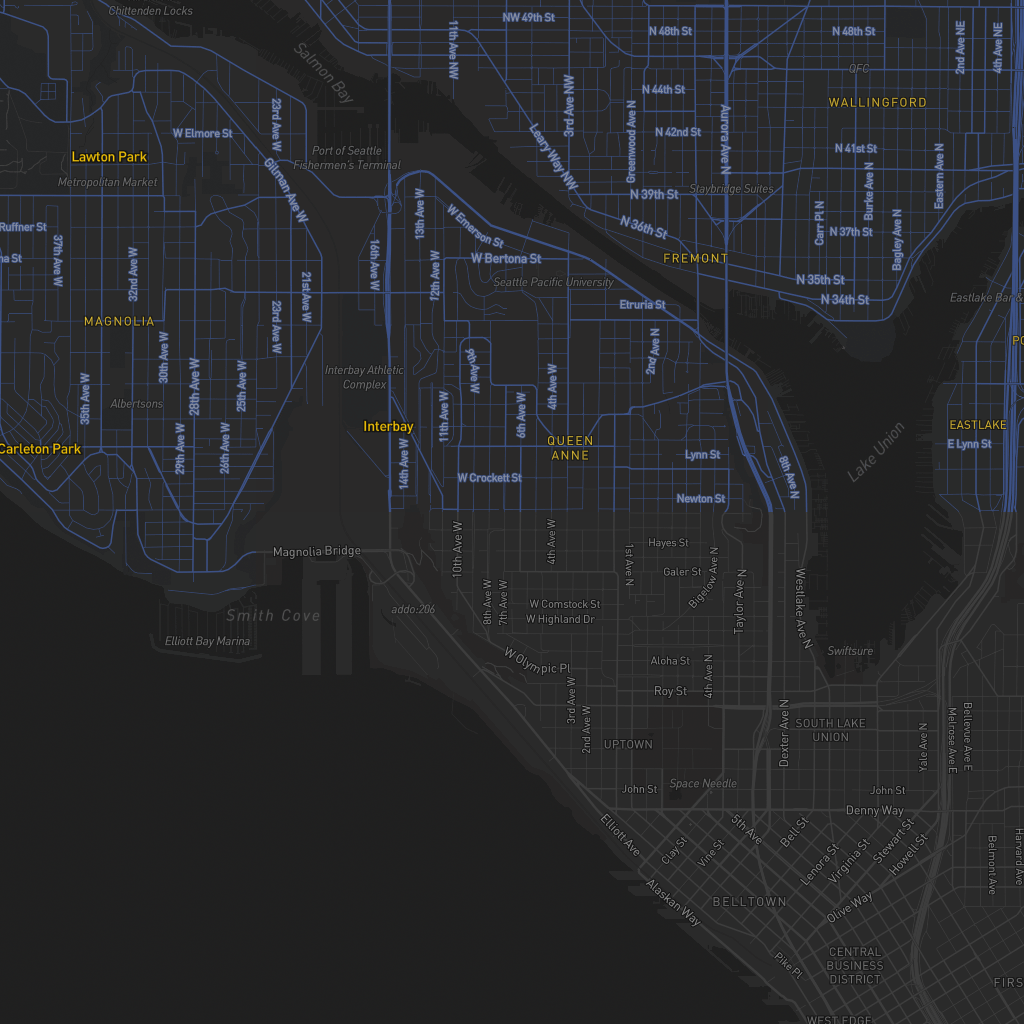 Chittenden Locks
NW 49th St
N 48th St
N 48th St
11th Ave NW
2nd Ave NE
4th Ave NE
Salmon Bay
QFC
3rd Ave NW
N 44th St
WALLINGFORD
23rd Ave W
Greenwood Ave N
Aurora Ave N
W Elmore St
N 42nd St
Leary Way NW
Port of Seattle
Fishermen's Terminal
N 41st St
Lawton Park
Metropolitan Market
Gilman Ave W
N 39th St
Staybridge Suites
Burke Ave N
Eastern Ave N
13th Ave W
W Emerson St
N 36th St
Carr Pl N
N 37th St
Bagley Ave N
Ruffner St
na St
37th Ave W
32nd Ave W
16th Ave W
12th Ave W
W Bertona St
FREMONT
21st Ave W
Seattle Pacific University
N 35th St
N 34th St
Eastlake Bar &
Etruria St
MAGNOLIA
23rd Ave W
2nd Ave N
PO
30th Ave W
28th Ave W
25th Ave W
35th Ave W
Interbay Athletic
Complex
9th Ave W
4th Ave W
Albertsons
11th Ave W
6th Ave W
Interbay
QUEEN
ANNE
EASTLAKE
E Lynn St
Carleton Park
29th Ave W
26th Ave W
14th Ave W
W Crockett St
Lynn St
8th Ave N
Lake Union
Newton St
Magnolia Bridge
10th Ave W
4th Ave W
1st Ave N
Hayes St
Galer St
Bigelow Ave N
Taylor Ave N
Westlake Ave N
Smith Cove
addo:206
8th Ave W
7th Ave W
W Comstock St
W Highland Dr
Elliott Bay Marina
Swiftsure
W Olympic Pl
Aloha St
4th Ave N
Roy St
3rd Ave W
2nd Ave W
Dexter Ave N
SOUTH LAKE
UNION
Yale Ave N
Melrose Ave E
Bellevue Ave E
UPTOWN
John St
Space Needle
John St
Denny Way
Elliott Ave
5th Ave
Bell St
Clay St
Vine St
Lenora St
Virginia St
Stewart St
Howell St
Belmont Ave
Harvard Ave
Alaskan Way
BELLTOWN
Olive Way
Pike Pl
CENTRAL
BUSINESS
DISTRICT
FIRS
WEST EDGE